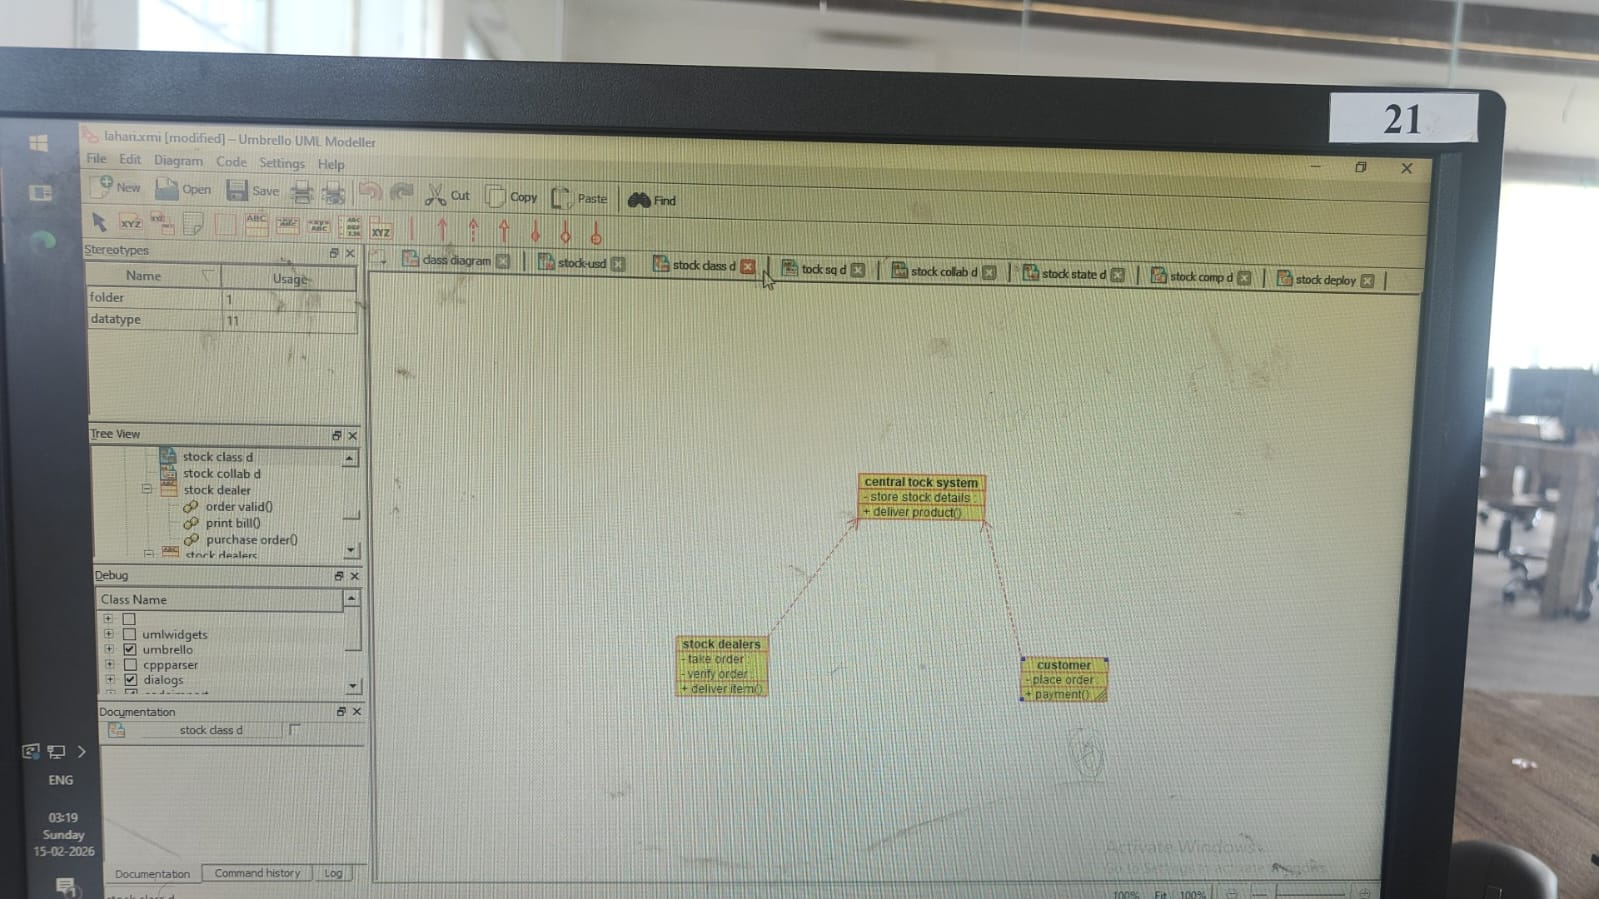 21
lahari.xmi [modified] – Umbrello UML Modeller
File Edit Diagram Code Settings Help
New Open Save Cut Copy Paste Find
Stereotypes
Name Usage
folder 1
datatype 11
class diagram stock-usd stock class d tock sq d stock collab d stock state d stock comp d stock deploy
Tree View
stock class d
stock collab d
stock dealer
order valid()
print bill()
purchase order()
stock dealers
Debug
Class Name
umlwidgets
umbrello
cppparser
dialogs
Documentation
stock class d
central tock system
- store stock details :
+ deliver product()
stock dealers
- take order :
- verify order :
+ deliver item()
customer
- place order :
+ payment()
ENG
03:19
Sunday
15-02-2026
Activate Windows
Documentation Command history Log
100% Fit 100%